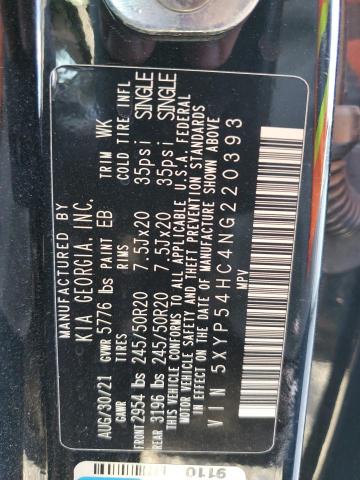 MANUFACTURED BY
KIA GEORGIA, INC.
AUG/30/21 GVWR 5776 lbs PAINT EB TRIM WK
GAWR TIRES RIMS COLD TIRE INFL
FRONT 2954 lbs 245/50R20 7.5Jx20 35psi SINGLE
REAR 3196 lbs 245/50R20 7.5Jx20 35psi SINGLE
THIS VEHICLE CONFORMS TO ALL APPLICABLE U.S.A. FEDERAL
MOTOR VEHICLE SAFETY AND THEFT PREVENTION STANDARDS
IN EFFECT ON THE DATE OF MANUFACTURE SHOWN ABOVE
VIN 5XYP54HC4NG220393
MPV
9110